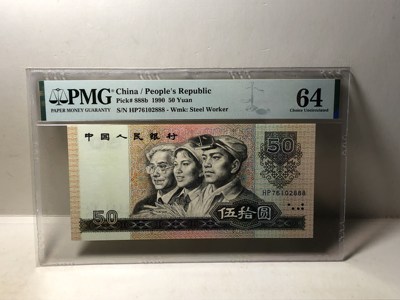 PMG
PAPER MONEY GUARANTY
China / People's Republic
Pick# 888b 1990 50 Yuan
S/N HP76102888 - Wmk: Steel Worker
64
Choice Uncirculated
中国人民银行
50
HP76102888
50
伍拾圆